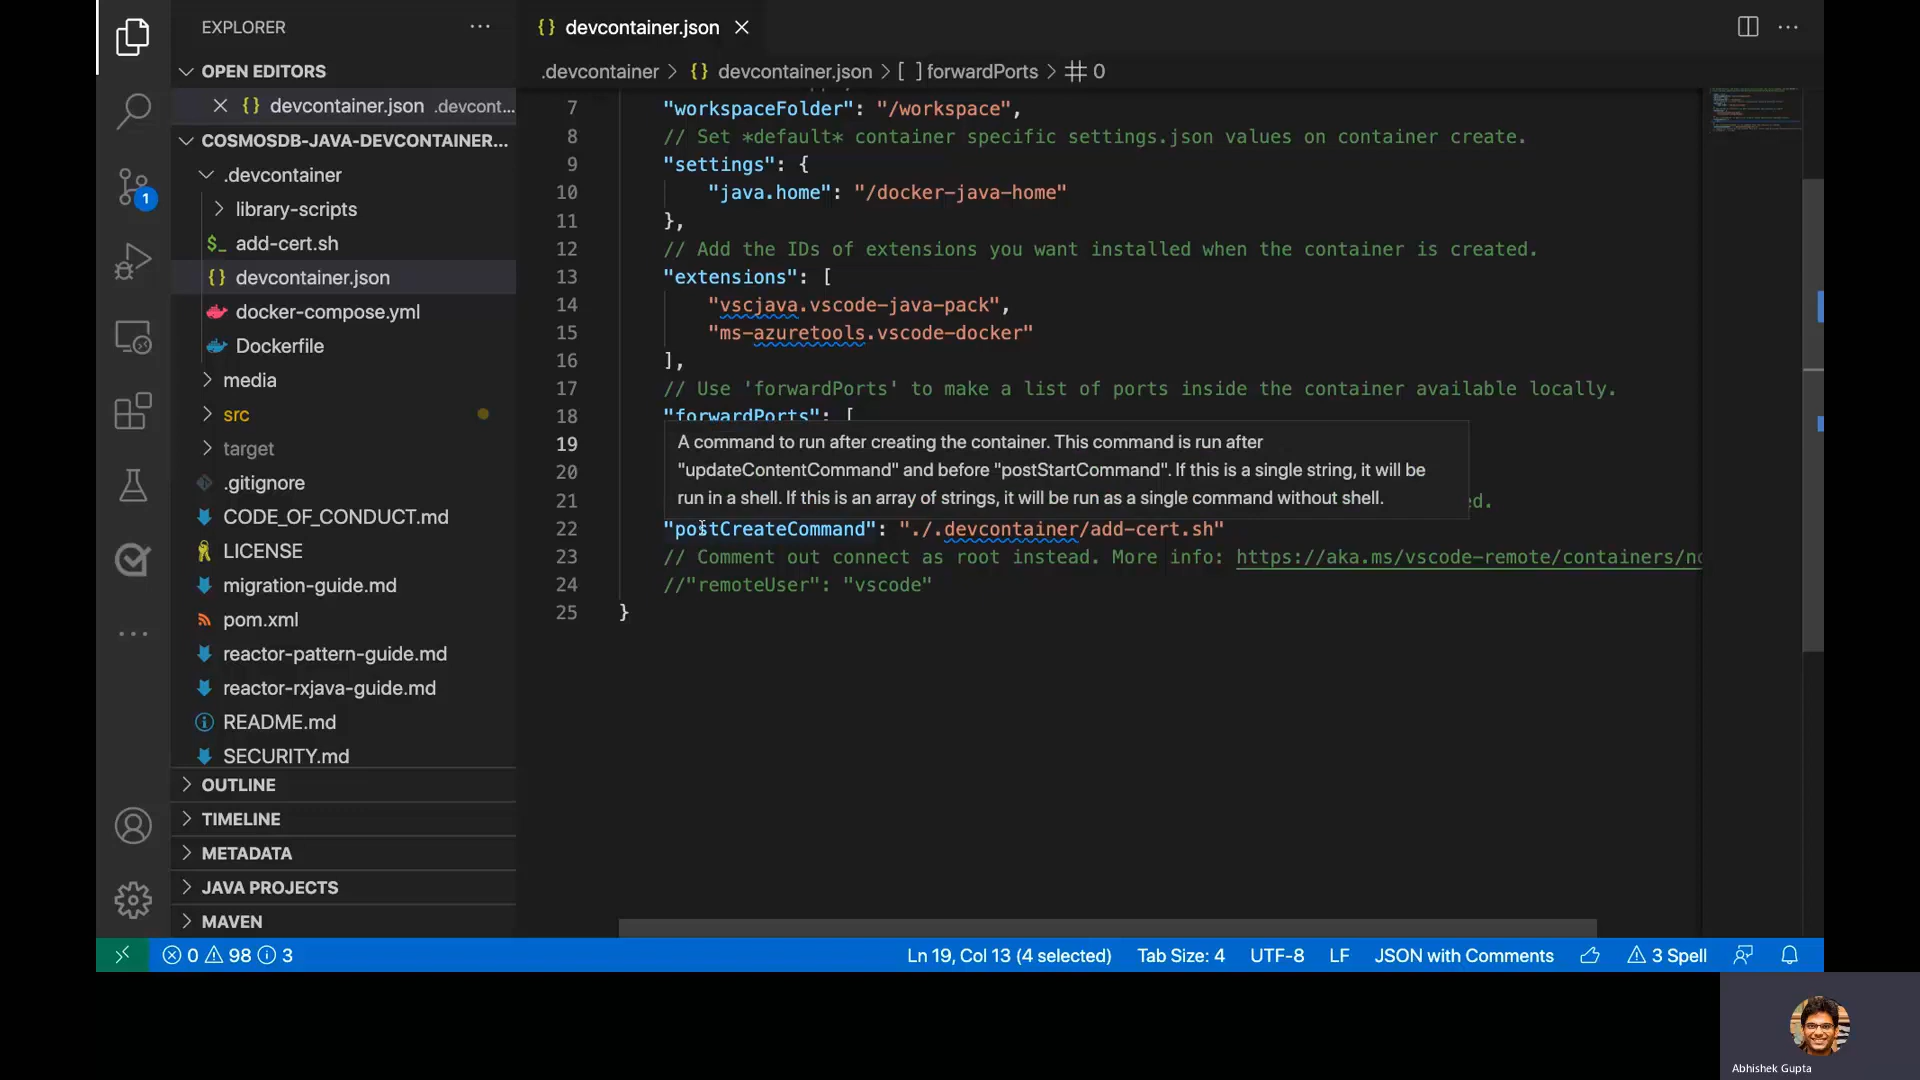 EXPLORER
OPEN EDITORS
devcontainer.json .devcont...
COSMOSDB-JAVA-DEVCONTAINER...
.devcontainer
library-scripts
add-cert.sh
devcontainer.json
docker-compose.yml
Dockerfile
media
src
target
.gitignore
CODE_OF_CONDUCT.md
LICENSE
migration-guide.md
pom.xml
reactor-pattern-guide.md
reactor-rxjava-guide.md
README.md
SECURITY.md
OUTLINE
TIMELINE
METADATA
JAVA PROJECTS
MAVEN
1
{} devcontainer.json
.devcontainer > {} devcontainer.json > [ ] forwardPorts > # 0
7 "workspaceFolder": "/workspace",
8 // Set *default* container specific settings.json values on container create.
9 "settings": {
10 "java.home": "/docker-java-home"
11 },
12 // Add the IDs of extensions you want installed when the container is created.
13 "extensions": [
14 "vscjava.vscode-java-pack",
15 "ms-azuretools.vscode-docker"
16 ],
17 // Use 'forwardPorts' to make a list of ports inside the container available locally.
18 "forwardPorts": [
19
20
21 d.
A command to run after creating the container. This command is run after
"updateContentCommand" and before "postStartCommand". If this is a single string, it will be
run in a shell. If this is an array of strings, it will be run as a single command without shell.
22 "postCreateCommand": "./.devcontainer/add-cert.sh"
23 // Comment out connect as root instead. More info: https://aka.ms/vscode-remote/containers/no
24 //"remoteUser": "vscode"
25 }
0 98 3
Ln 19, Col 13 (4 selected) Tab Size: 4 UTF-8 LF JSON with Comments 3 Spell
Abhishek Gupta